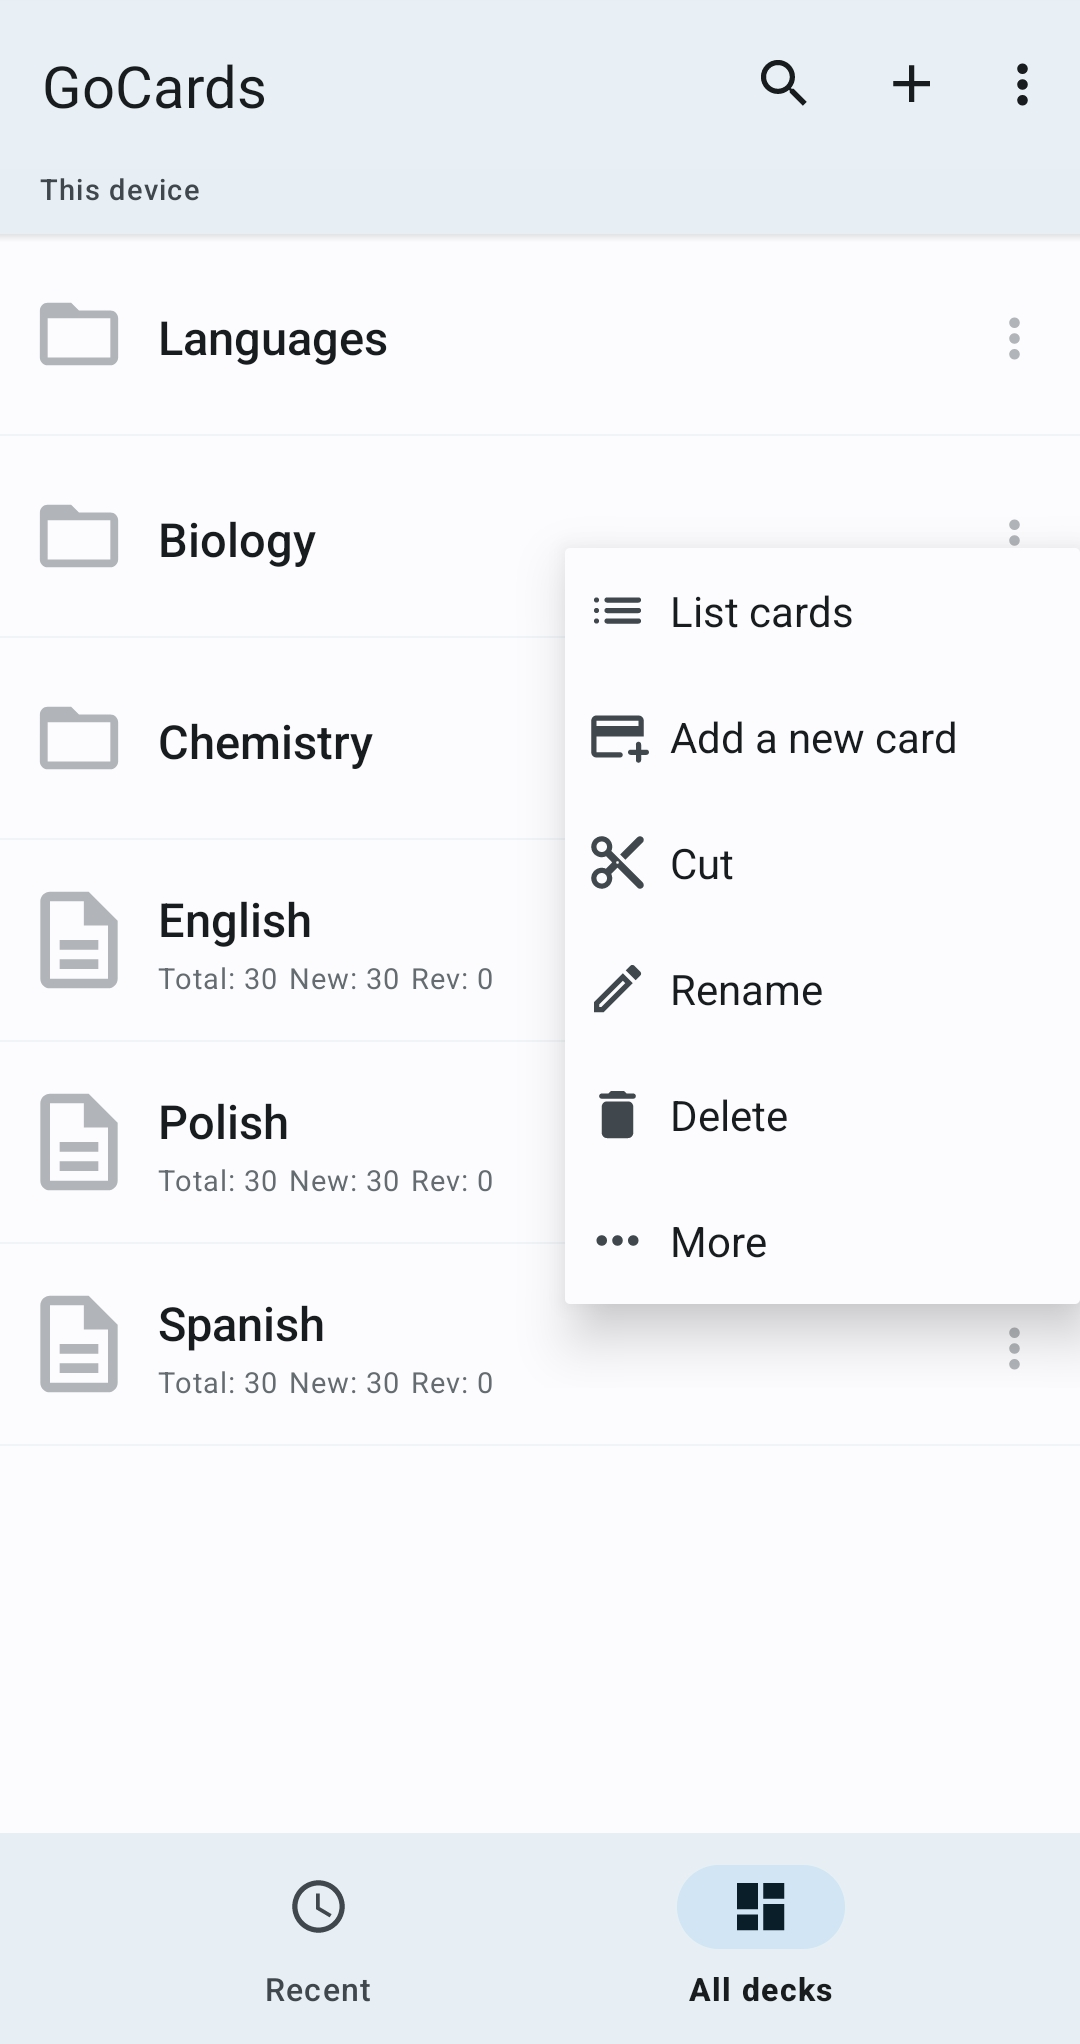 GoCards
This device
Languages
Biology
Chemistry
English
Total: 30 New: 30 Rev: 0
Polish
Total: 30 New: 30 Rev: 0
Spanish
Total: 30 New: 30 Rev: 0
List cards
Add a new card
Cut
Rename
Delete
More
Recent
All decks